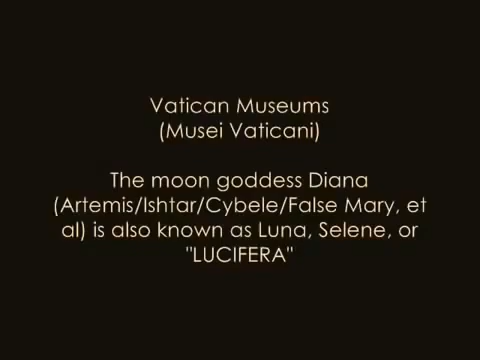 Vatican Museums
(Musei Vaticani)
The moon goddess Diana
(Artemis/Ishtar/Cybele/False Mary, et
al) is also known as Luna, Selene, or
"LUCIFERA"